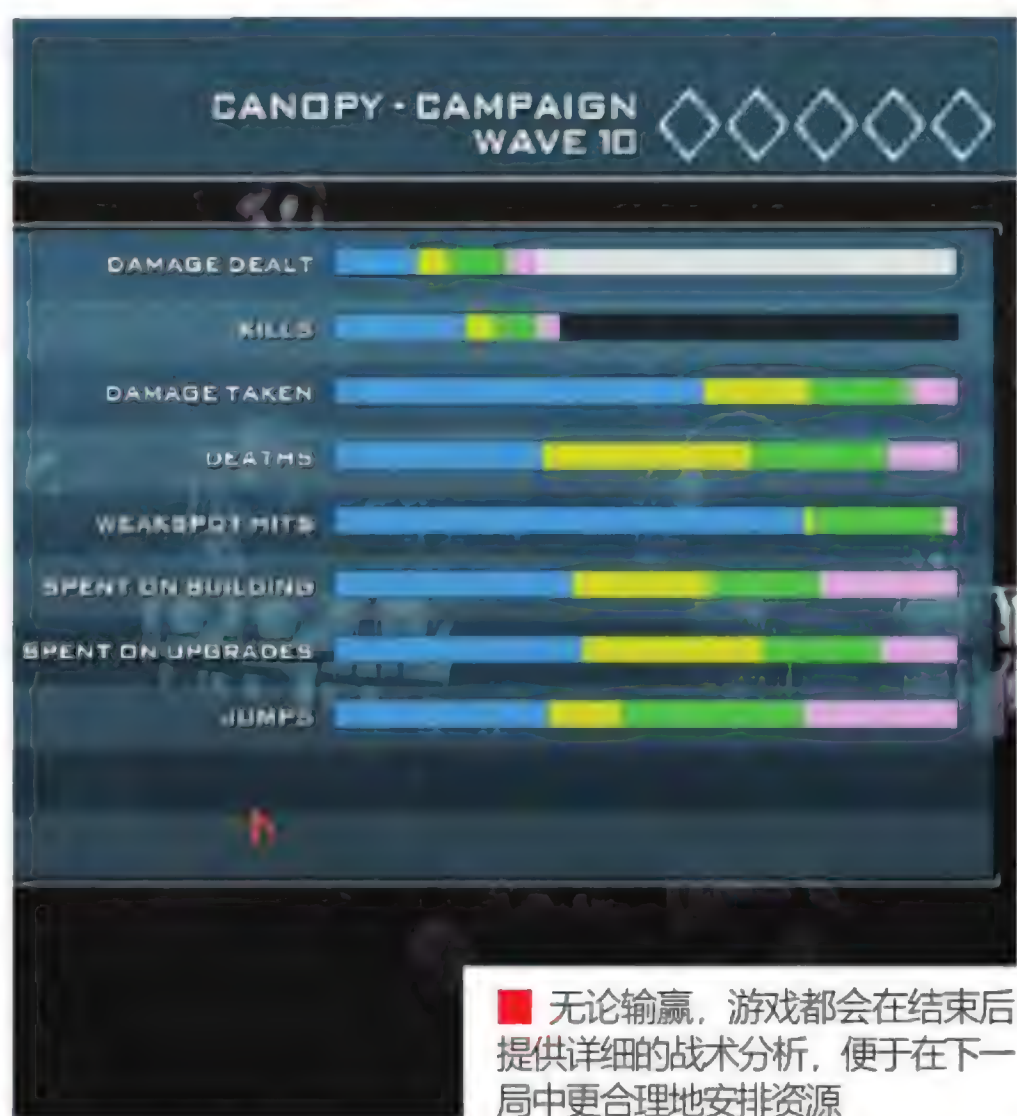 CANOPY - CAMPAIGN
WAVE 10
DAMAGE DEALT
KILLS
DAMAGE TAKEN
DEATHS
WEAKSPOT HITS
SPENT ON BUILDING
SPENT ON UPGRADES
JUMPS
■ 无论输赢，游戏都会在结束后
提供详细的战术分析，便于在下一
局中更合理地安排资源